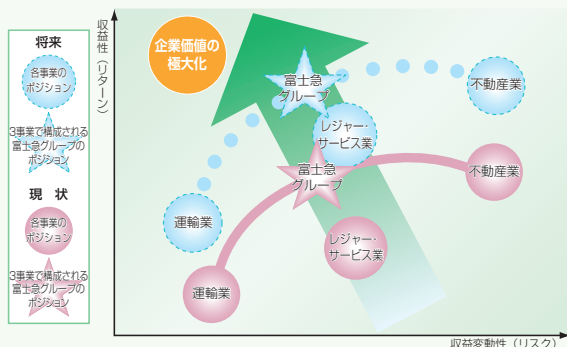 将来
各事業の
ポジション
3事業で構成される
富士急グループの
ポジション
現 状
各事業の
ポジション
3事業で構成される
富士急グループの
ポジション
収益性（リターン）
企業価値の
極大化
富士急
グループ
不動産業
レジャー・
サービス業
運輸業
富士急
グループ
不動産業
レジャー・
サービス業
運輸業
収益変動性（リスク）